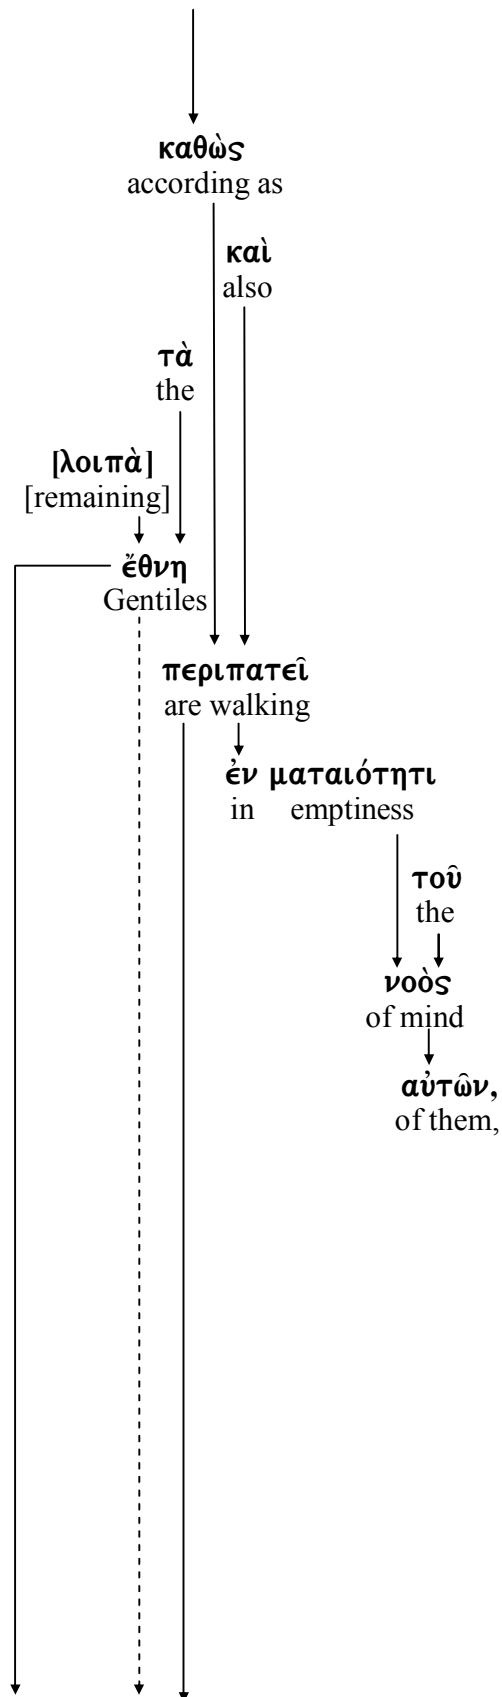 καθὼς
according as
καὶ
also
τὰ
the
[λοιπὰ]
[remaining]
ἔθνη
Gentiles
περιπατεῖ
are walking
ἐν ματαιότητι
in emptiness
τοῦ
the
νοὸς
of mind
αὐτῶν,
of them,